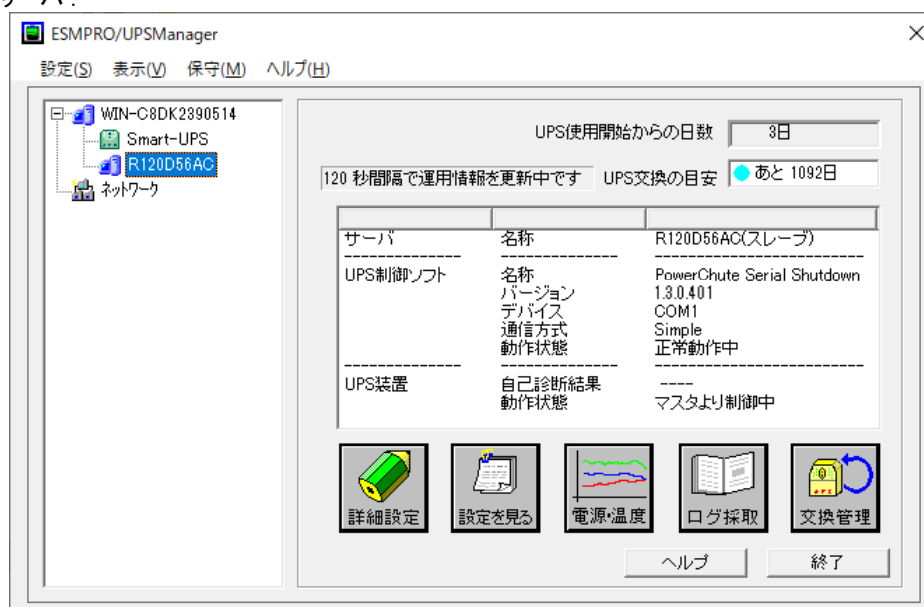 ESMPRO/UPSManager
設定(S) 表示(V) 保守(M) ヘルプ(H)
WIN-C8DK2390514
Smart-UPS
R120D56AC
ネットワーク
UPS使用開始からの日数 3日
120 秒間隔で運用情報を更新中です UPS交換の目安 あと 1092日
サーバ 名称 R120D56AC(スレーブ)
-------------- -------------- --------------------------
UPS制御ソフト 名称 PowerChute Serial Shutdown
バージョン 1.3.0.401
デバイス COM1
通信方式 Simple
動作状態 正常動作中
-------------- -------------- --------------------------
UPS装置 自己診断結果 ----
動作状態 マスタより制御中
詳細設定 設定を見る 電源・温度 ログ採取 交換管理
ヘルプ 終了